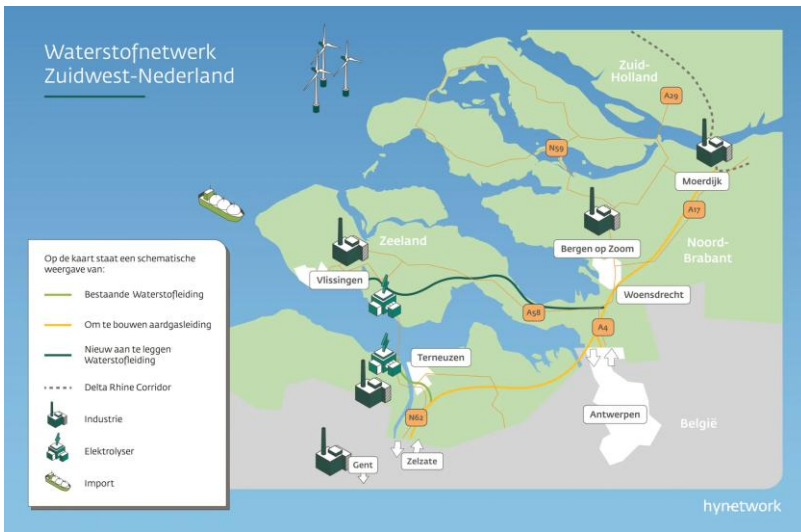 Waterstofnetwerk
Zuidwest-Nederland
Zuid-
Holland
A29
N59
Moerdijk
A17
Zeeland
Bergen op Zoom
Noord-
Brabant
Vlissingen
Woensdrecht
A58
A4
Terneuzen
Antwerpen
België
N62
Gent
Zelzate
Op de kaart staat een schematische
weergave van:
Bestaande Waterstofleiding
Om te bouwen aardgasleiding
Nieuw aan te leggen
Waterstofleiding
Delta Rhine Corridor
Industrie
Elektrolyser
Import
hynetwork